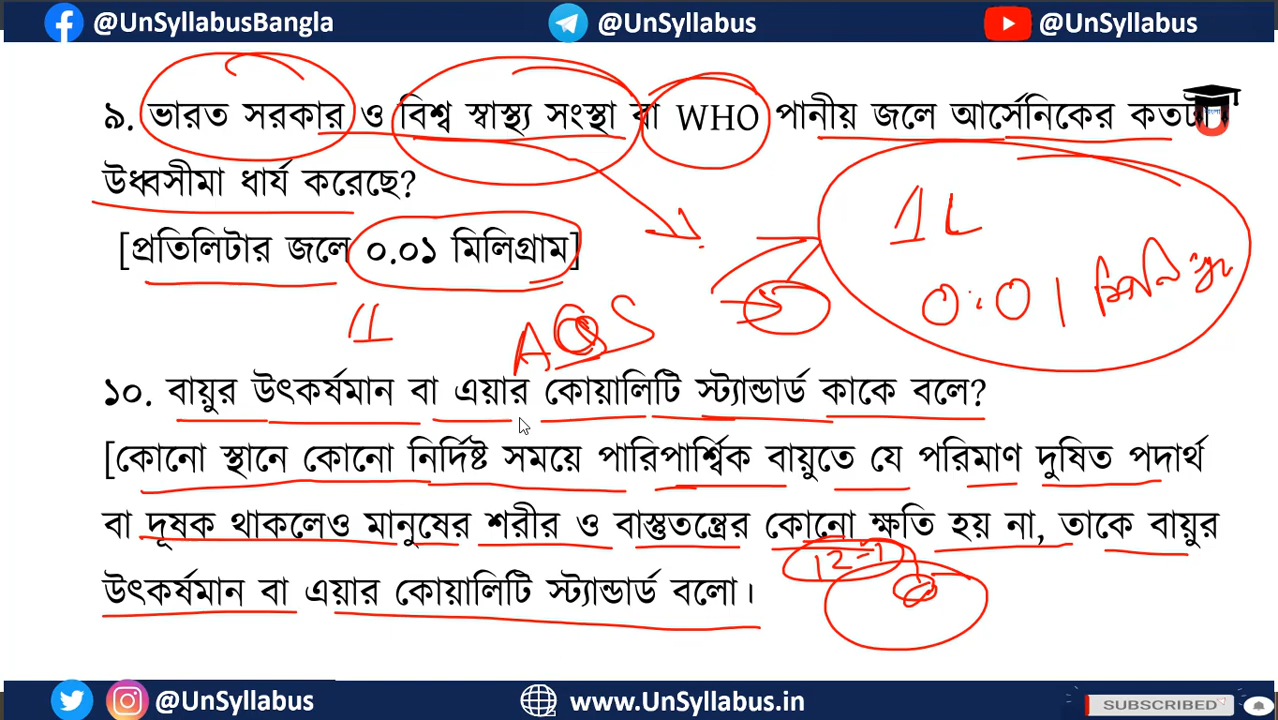 @UnSyllabusBangla @UnSyllabus @UnSyllabus
৯. ভারত সরকার ও বিশ্ব স্বাস্থ্য সংস্থা বা WHO পানীয় জলে আর্সেনিকের কতটা
উধ্বসীমা ধার্য করেছে?
1L
[প্রতিলিটার জলে ০.০১ মিলিগ্রাম]
0.01
AQS
১০. বায়ুর উৎকর্ষমান বা এয়ার কোয়ালিটি স্ট্যান্ডার্ড কাকে বলে?
[কোনো স্থানে কোনো নির্দিষ্ট সময়ে পারিপার্শ্বিক বায়ুতে যে পরিমাণ দুষিত পদার্থ
বা দূষক থাকলেও মানুষের শরীর ও বাস্তুতন্ত্রের কোনো ক্ষতি হয় না, তাকে বায়ুর
উৎকর্ষমান বা এয়ার কোয়ালিটি স্ট্যান্ডার্ড বলো।
@UnSyllabus www.UnSyllabus.in SUBSCRIBED